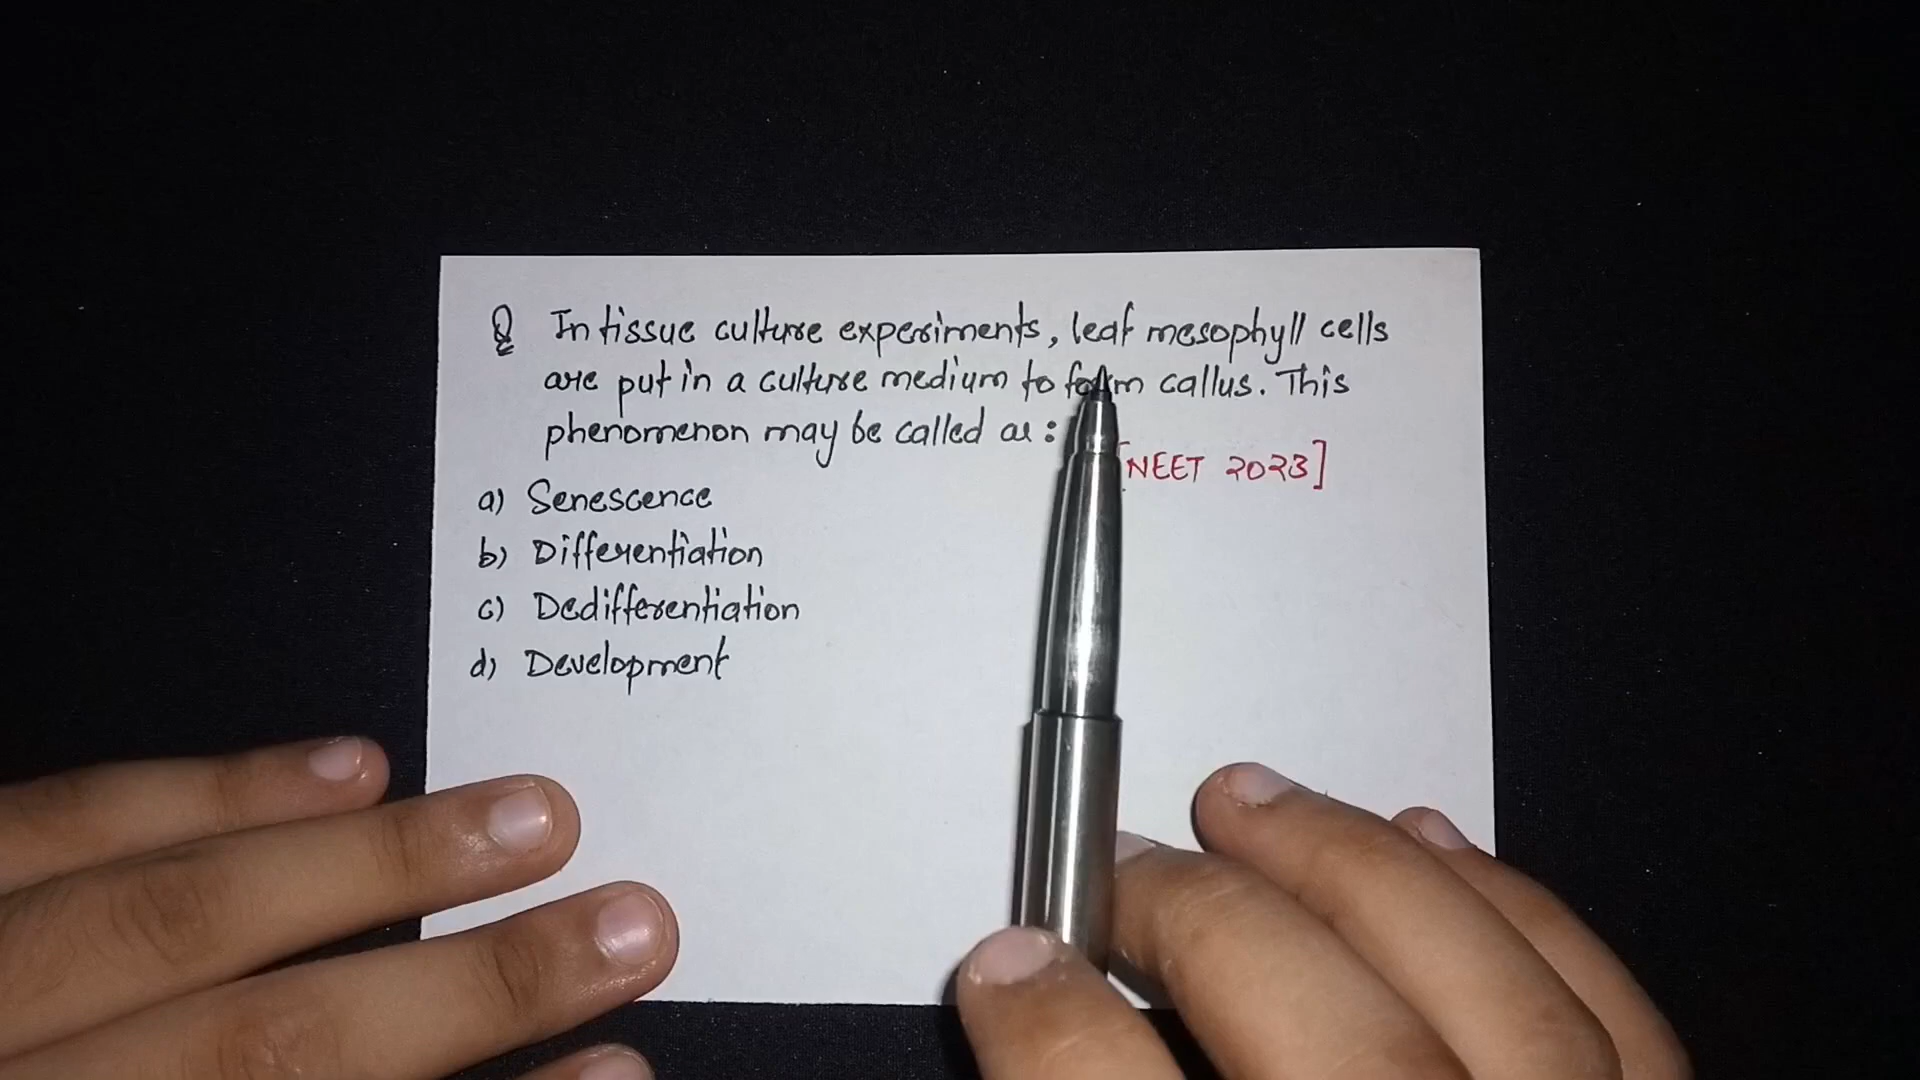 Q In tissue culture experiments, leaf mesophyll cells
are put in a culture medium to form callus. This
phenomenon may be called as :
[NEET 2023]
a) Senescence
b) Differentiation
c) Dedifferentiation
d) Development